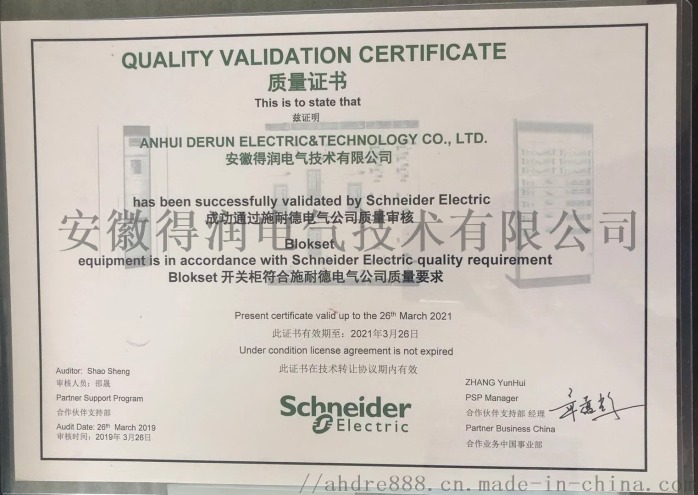 QUALITY VALIDATION CERTIFICATE
质量证书
This is to state that
兹证明
ANHUI DERUN ELECTRIC&TECHNOLOGY CO., LTD.
安徽得润电气技术有限公司
has been successfully validated by Schneider Electric
成功通过施耐德电气公司质量审核
安徽得润电气技术有限公司
Blokset
equipment is in accordance with Schneider Electric quality requirement
Blokset 开关柜符合施耐德电气公司质量要求
Present certificate valid up to the 26th March 2021
此证书有效期至：2021年3月26日
Under condition license agreement is not expired
此证书在技术转让协议期内有效
Auditor: Shao Sheng
审核人员：邵晟
Partner Support Program
合作伙伴支持部
Audit Date: 26th March 2019
审核时间：2019年3月26日
Schneider
Electric
ZHANG YunHui
PSP Manager
合作伙伴支持部 经理
Partner Business China
合作业务中国事业部
/ahdre888.cn.made-in-china.com/